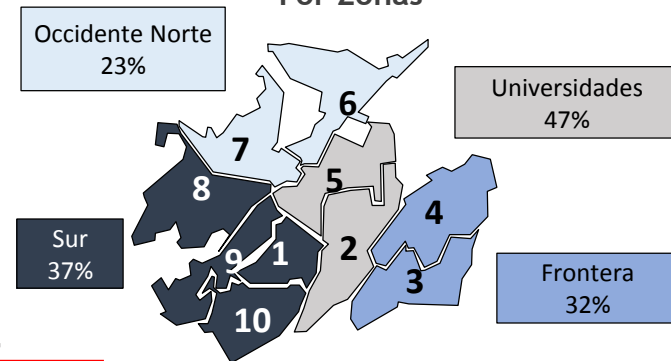 Por Zonas
Occidente Norte
23%
Universidades
47%
6
7
5
8
4
Sur
37%
9
1
2
3
Frontera
32%
10